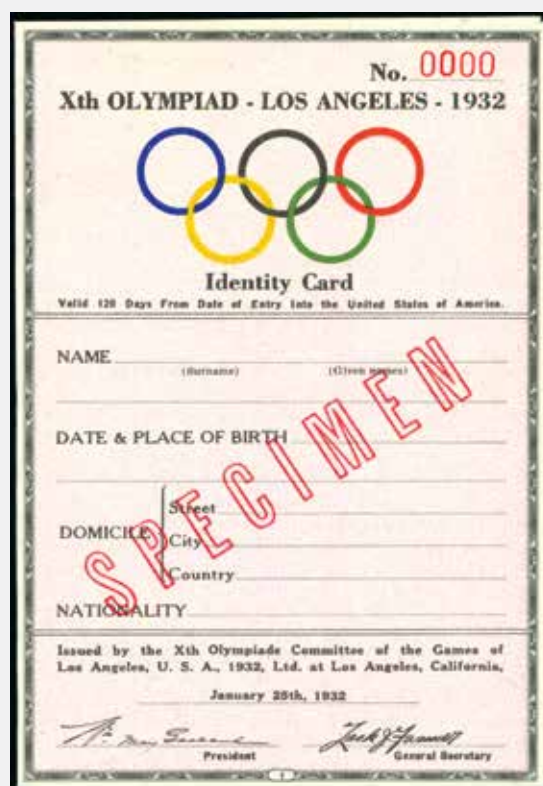 No. 0000
Xth OLYMPIAD - LOS ANGELES - 1932
Identity Card
Valid 120 Days From Date of Entry Into the United States of America.
NAME
(Surname) (Given names)
DATE & PLACE OF BIRTH
DOMICILE
Street
City
Country
NATIONALITY
SPECIMEN
Issued by the Xth Olympiade Committee of the Games of
Los Angeles, U. S. A., 1932, Ltd. at Los Angeles, California,
January 25th, 1932
President General Secretary